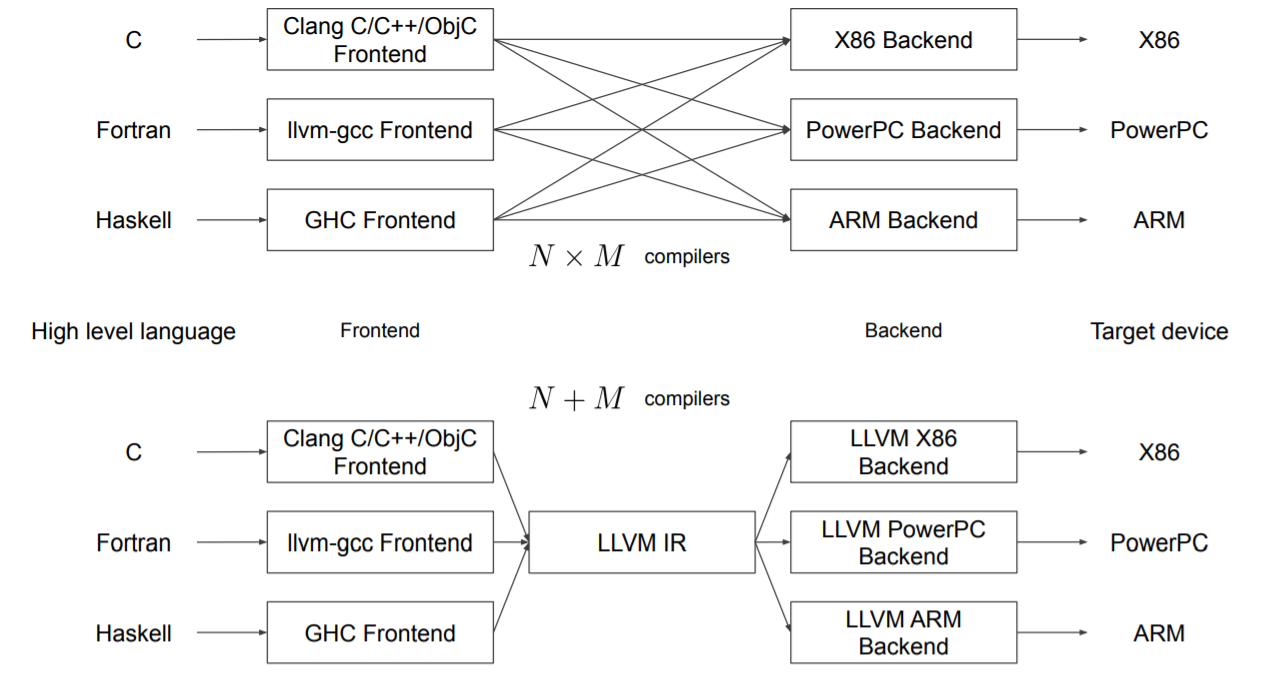 C
Clang C/C++/ObjC
Frontend
X86 Backend
X86
Fortran
llvm-gcc Frontend
PowerPC Backend
PowerPC
Haskell
GHC Frontend
ARM Backend
ARM
N × M compilers
High level language
Frontend
Backend
Target device
N + M compilers
C
Clang C/C++/ObjC
Frontend
LLVM X86
Backend
X86
Fortran
llvm-gcc Frontend
LLVM IR
LLVM PowerPC
Backend
PowerPC
Haskell
GHC Frontend
LLVM ARM
Backend
ARM